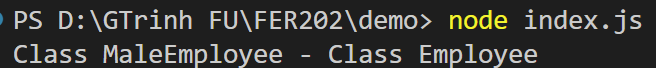 PS D:\GTrinh FU\FER202\demo> node index.js
Class MaleEmployee - Class Employee